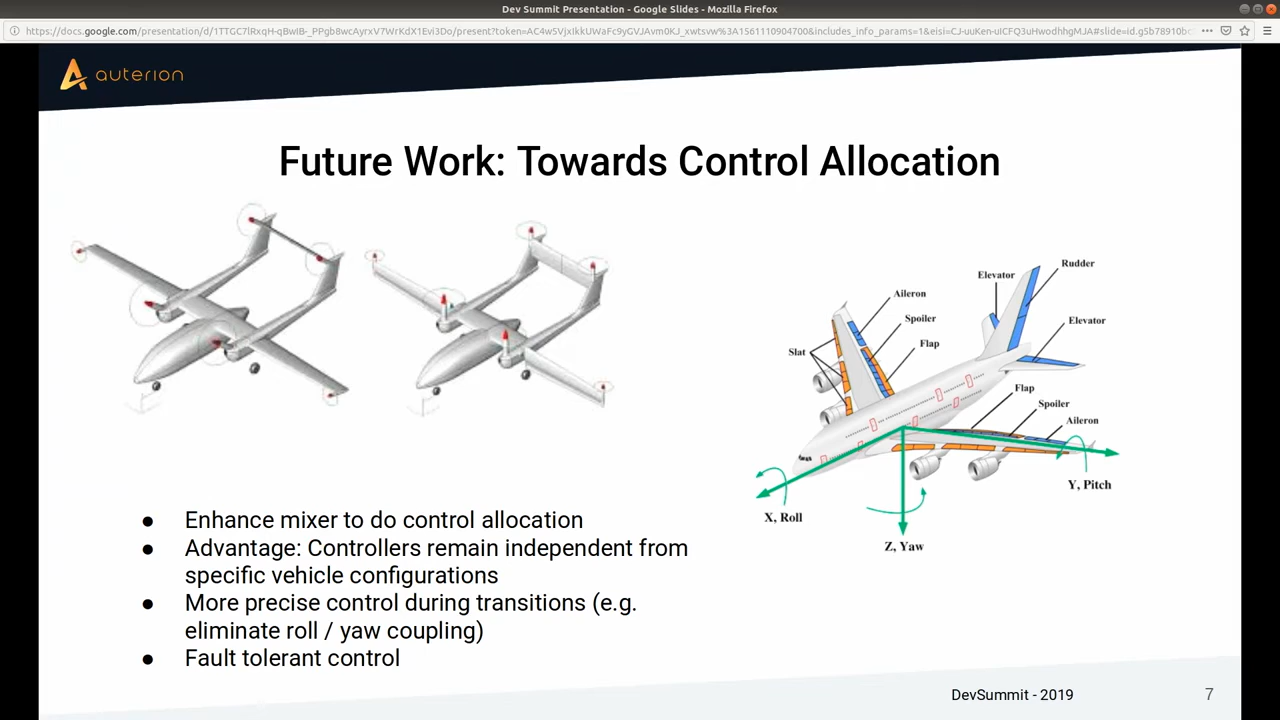 Dev Summit Presentation - Google Slides - Mozilla Firefox
auterion
Future Work: Towards Control Allocation
Rudder
Elevator
Aileron
Spoiler
Elevator
Slat
Flap
Flap
Spoiler
Aileron
Y, Pitch
X, Roll
Z, Yaw
● Enhance mixer to do control allocation
● Advantage: Controllers remain independent from
specific vehicle configurations
● More precise control during transitions (e.g.
eliminate roll / yaw coupling)
● Fault tolerant control
DevSummit - 2019
7